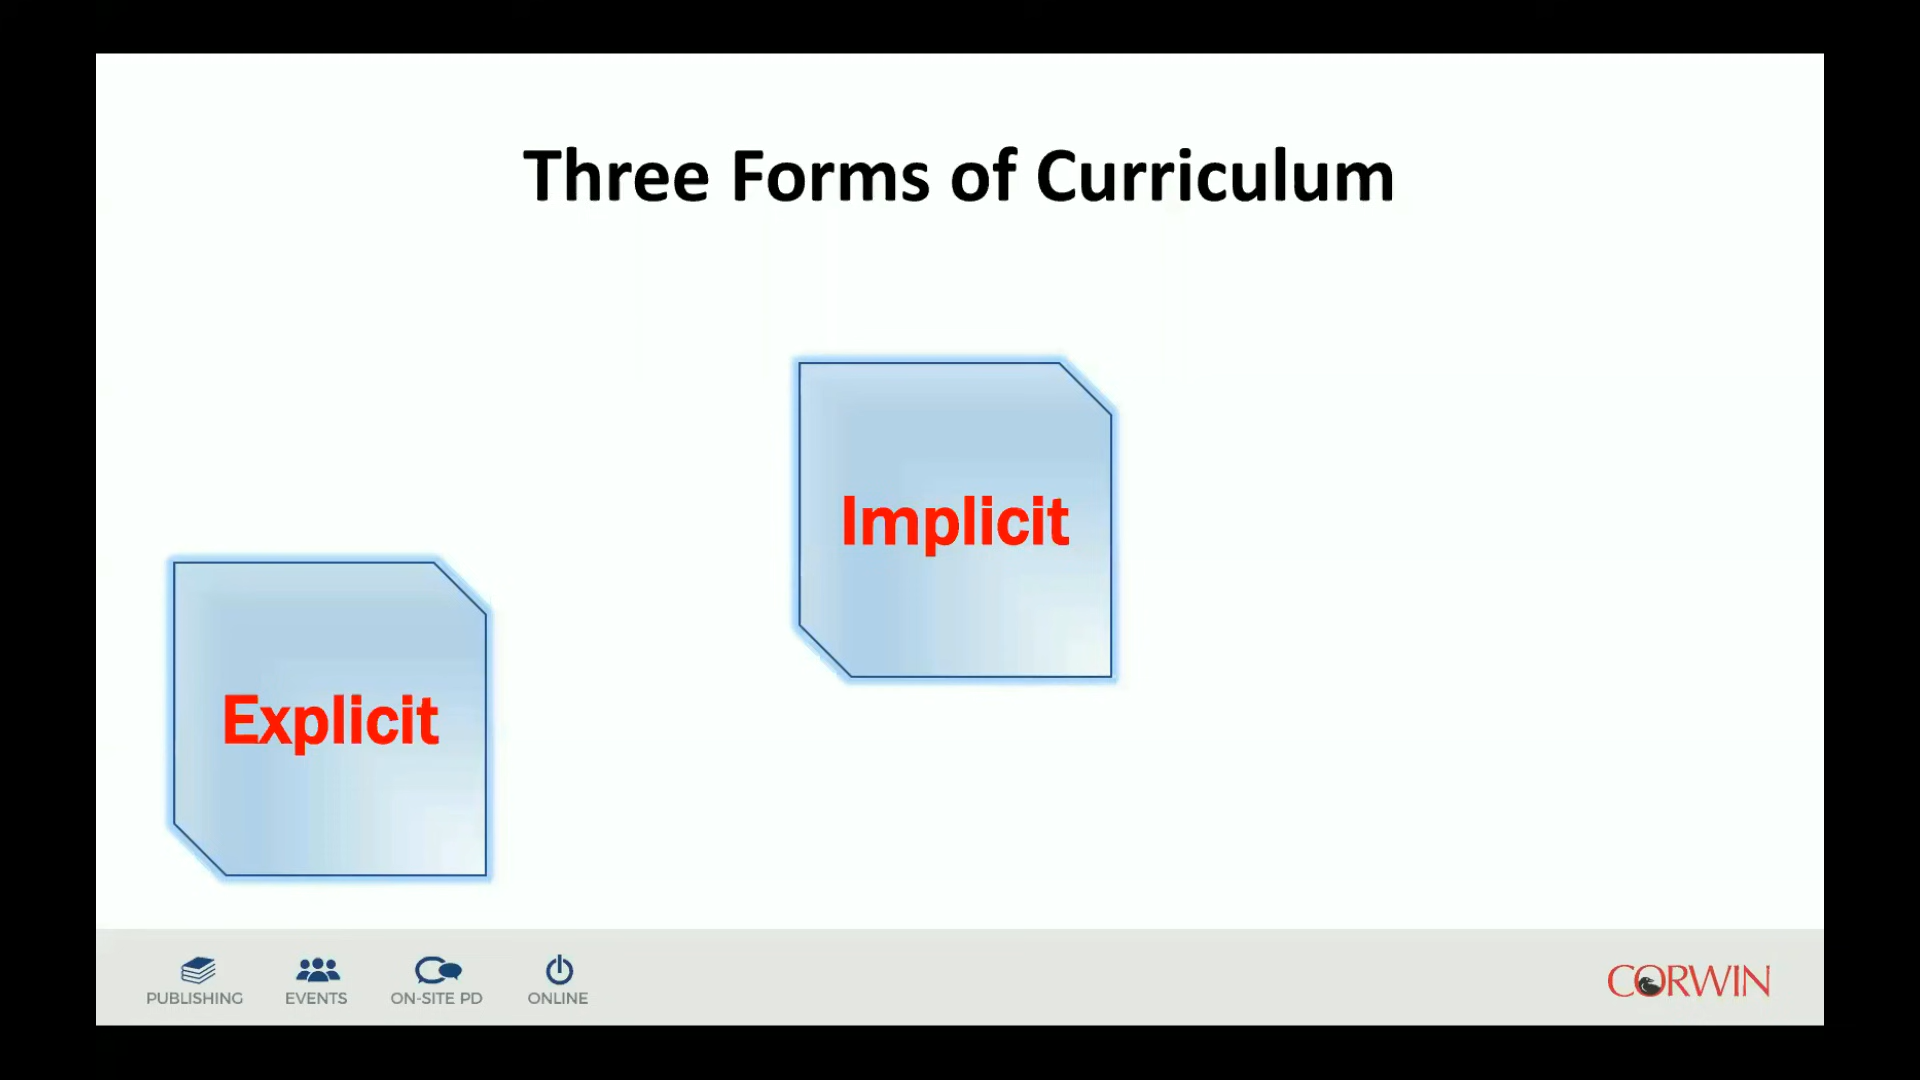 Three Forms of Curriculum
Implicit
Explicit
PUBLISHING EVENTS ON-SITE PD ONLINE
CORWIN